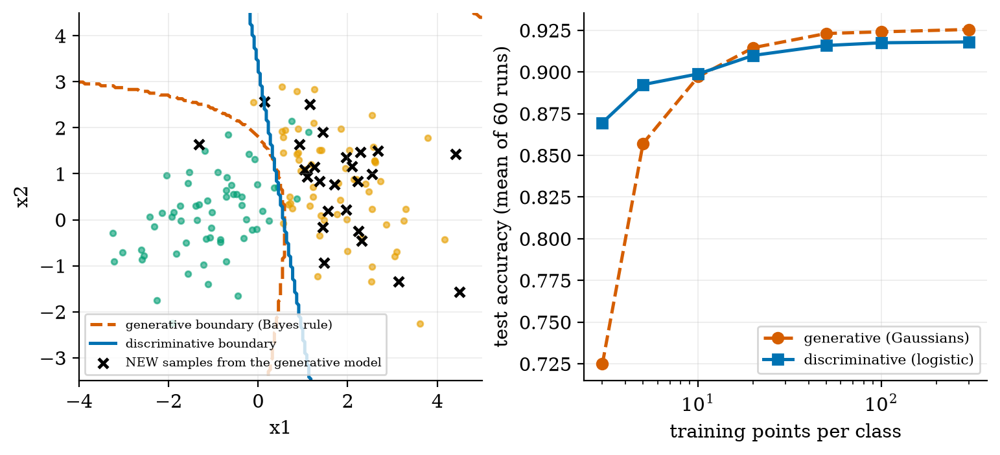 x2
4
3
2
1
0
−1
−2
−3
−4
−2
0
2
4
x1
generative boundary (Bayes rule)
discriminative boundary
NEW samples from the generative model
test accuracy (mean of 60 runs)
0.925
0.900
0.875
0.850
0.825
0.800
0.775
0.750
0.725
10¹
10²
training points per class
generative (Gaussians)
discriminative (logistic)